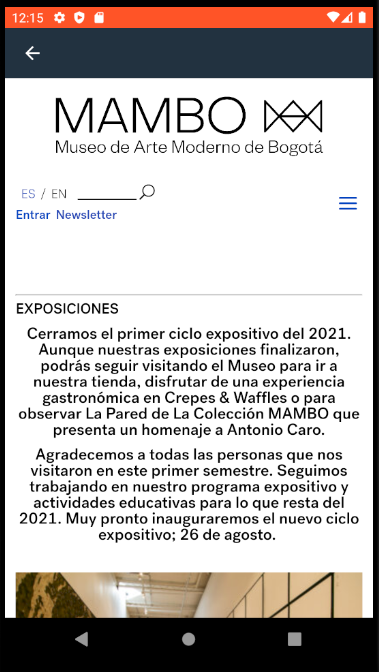 12:15
MAMBO
Museo de Arte Moderno de Bogotá
ES / EN
Entrar Newsletter
EXPOSICIONES
Cerramos el primer ciclo expositivo del 2021.
Aunque nuestras exposiciones finalizaron,
podrás seguir visitando el Museo para ir a
nuestra tienda, disfrutar de una experiencia
gastronómica en Crepes & Waffles o para
observar La Pared de La Colección MAMBO que
presenta un homenaje a Antonio Caro.
Agradecemos a todas las personas que nos
visitaron en este primer semestre. Seguimos
trabajando en nuestro programa expositivo y
actividades educativas para lo que resta del
2021. Muy pronto inauguraremos el nuevo ciclo
expositivo; 26 de agosto.